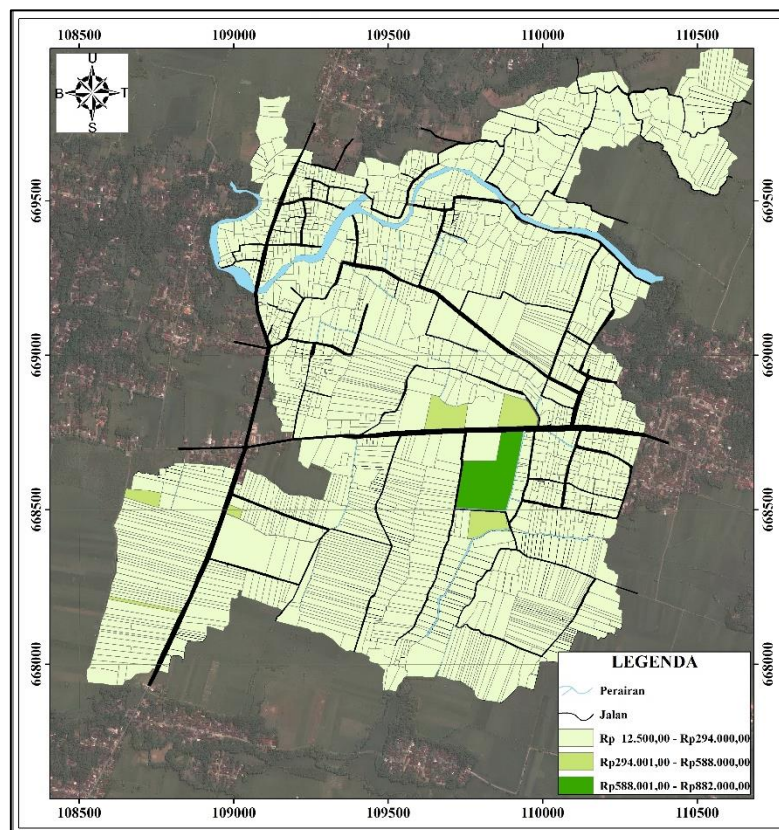 108500 109000 109500 110000 110500
U
B T
S
669500 669500
669000 669000
668500 668500
668000 668000
LEGENDA
Perairan
Jalan
Rp 12.500,00 - Rp294.000,00
Rp294.001,00 - Rp588.000,00
Rp588.001,00 - Rp882.000,00
108500 109000 109500 110000 110500